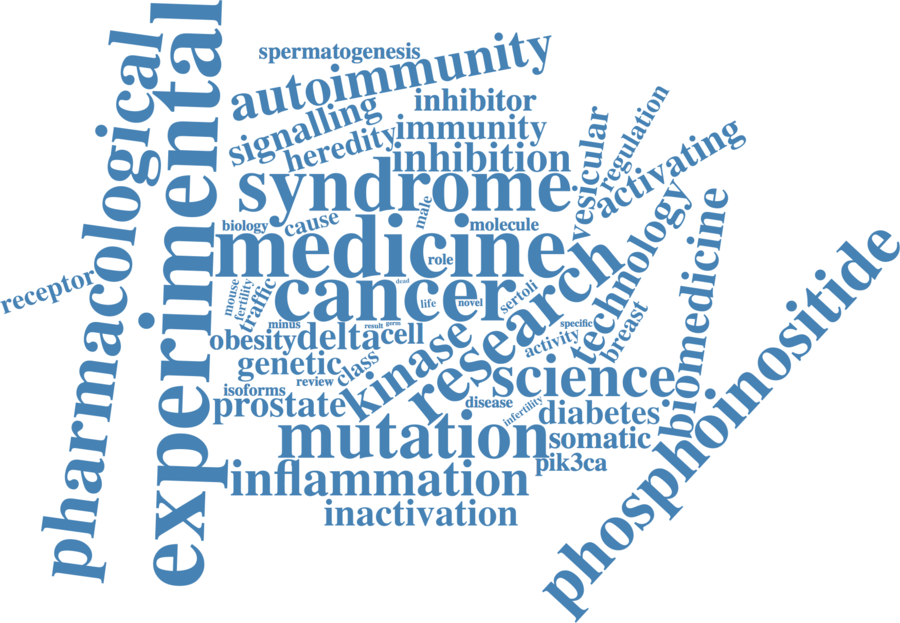 pharmacological
experimental
spermatogenesis
autoimmunity
inhibitor
signalling
immunity
heredity
inhibition
vesicular
regulation
activating
syndrome
male
biology
cause
molecule
medicine
role
technology
biomedicine
receptor
cancer
dead
life
novel
sertoli
research
mouse
fertility
traffic
minus
result
germ
obesity
delta
cell
kinase
activity
specific
breast
genetic
class
review
isoforms
science
prostate
disease
infertility
diabetes
mutation
somatic
pik3ca
inflammation
inactivation
phosphoinositide